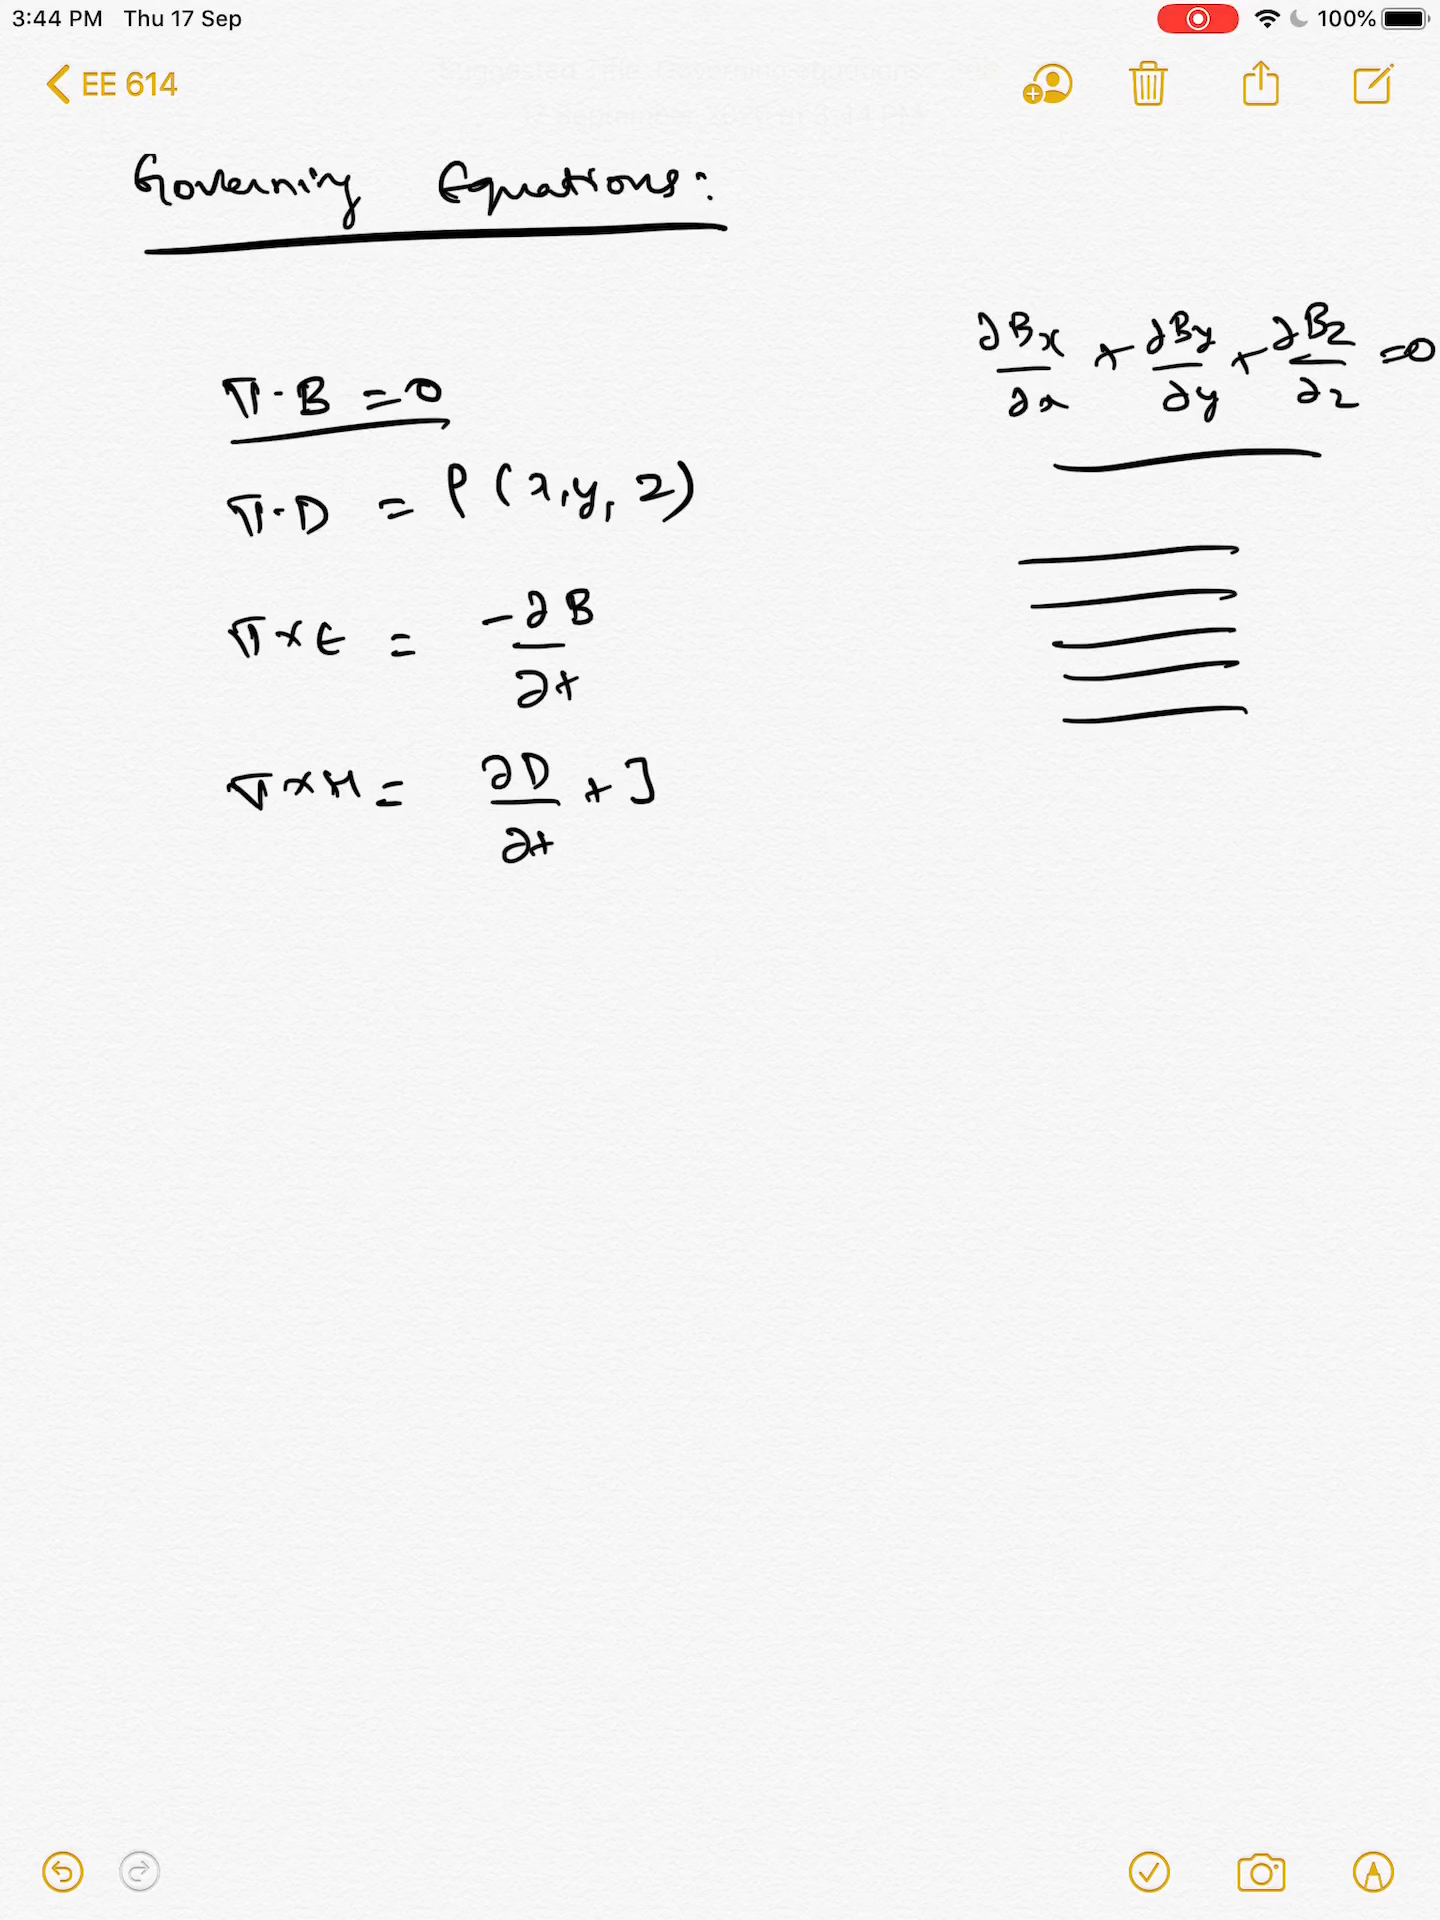 3:44 PM Thu 17 Sep 100%
EE 614
Governing Equations:
∇·B = 0
∇·D = ρ(x, y, z)
∇×E = -∂B/∂t
∇×H = ∂D/∂t + J
∂Bx/∂x + ∂By/∂y + ∂Bz/∂z = 0